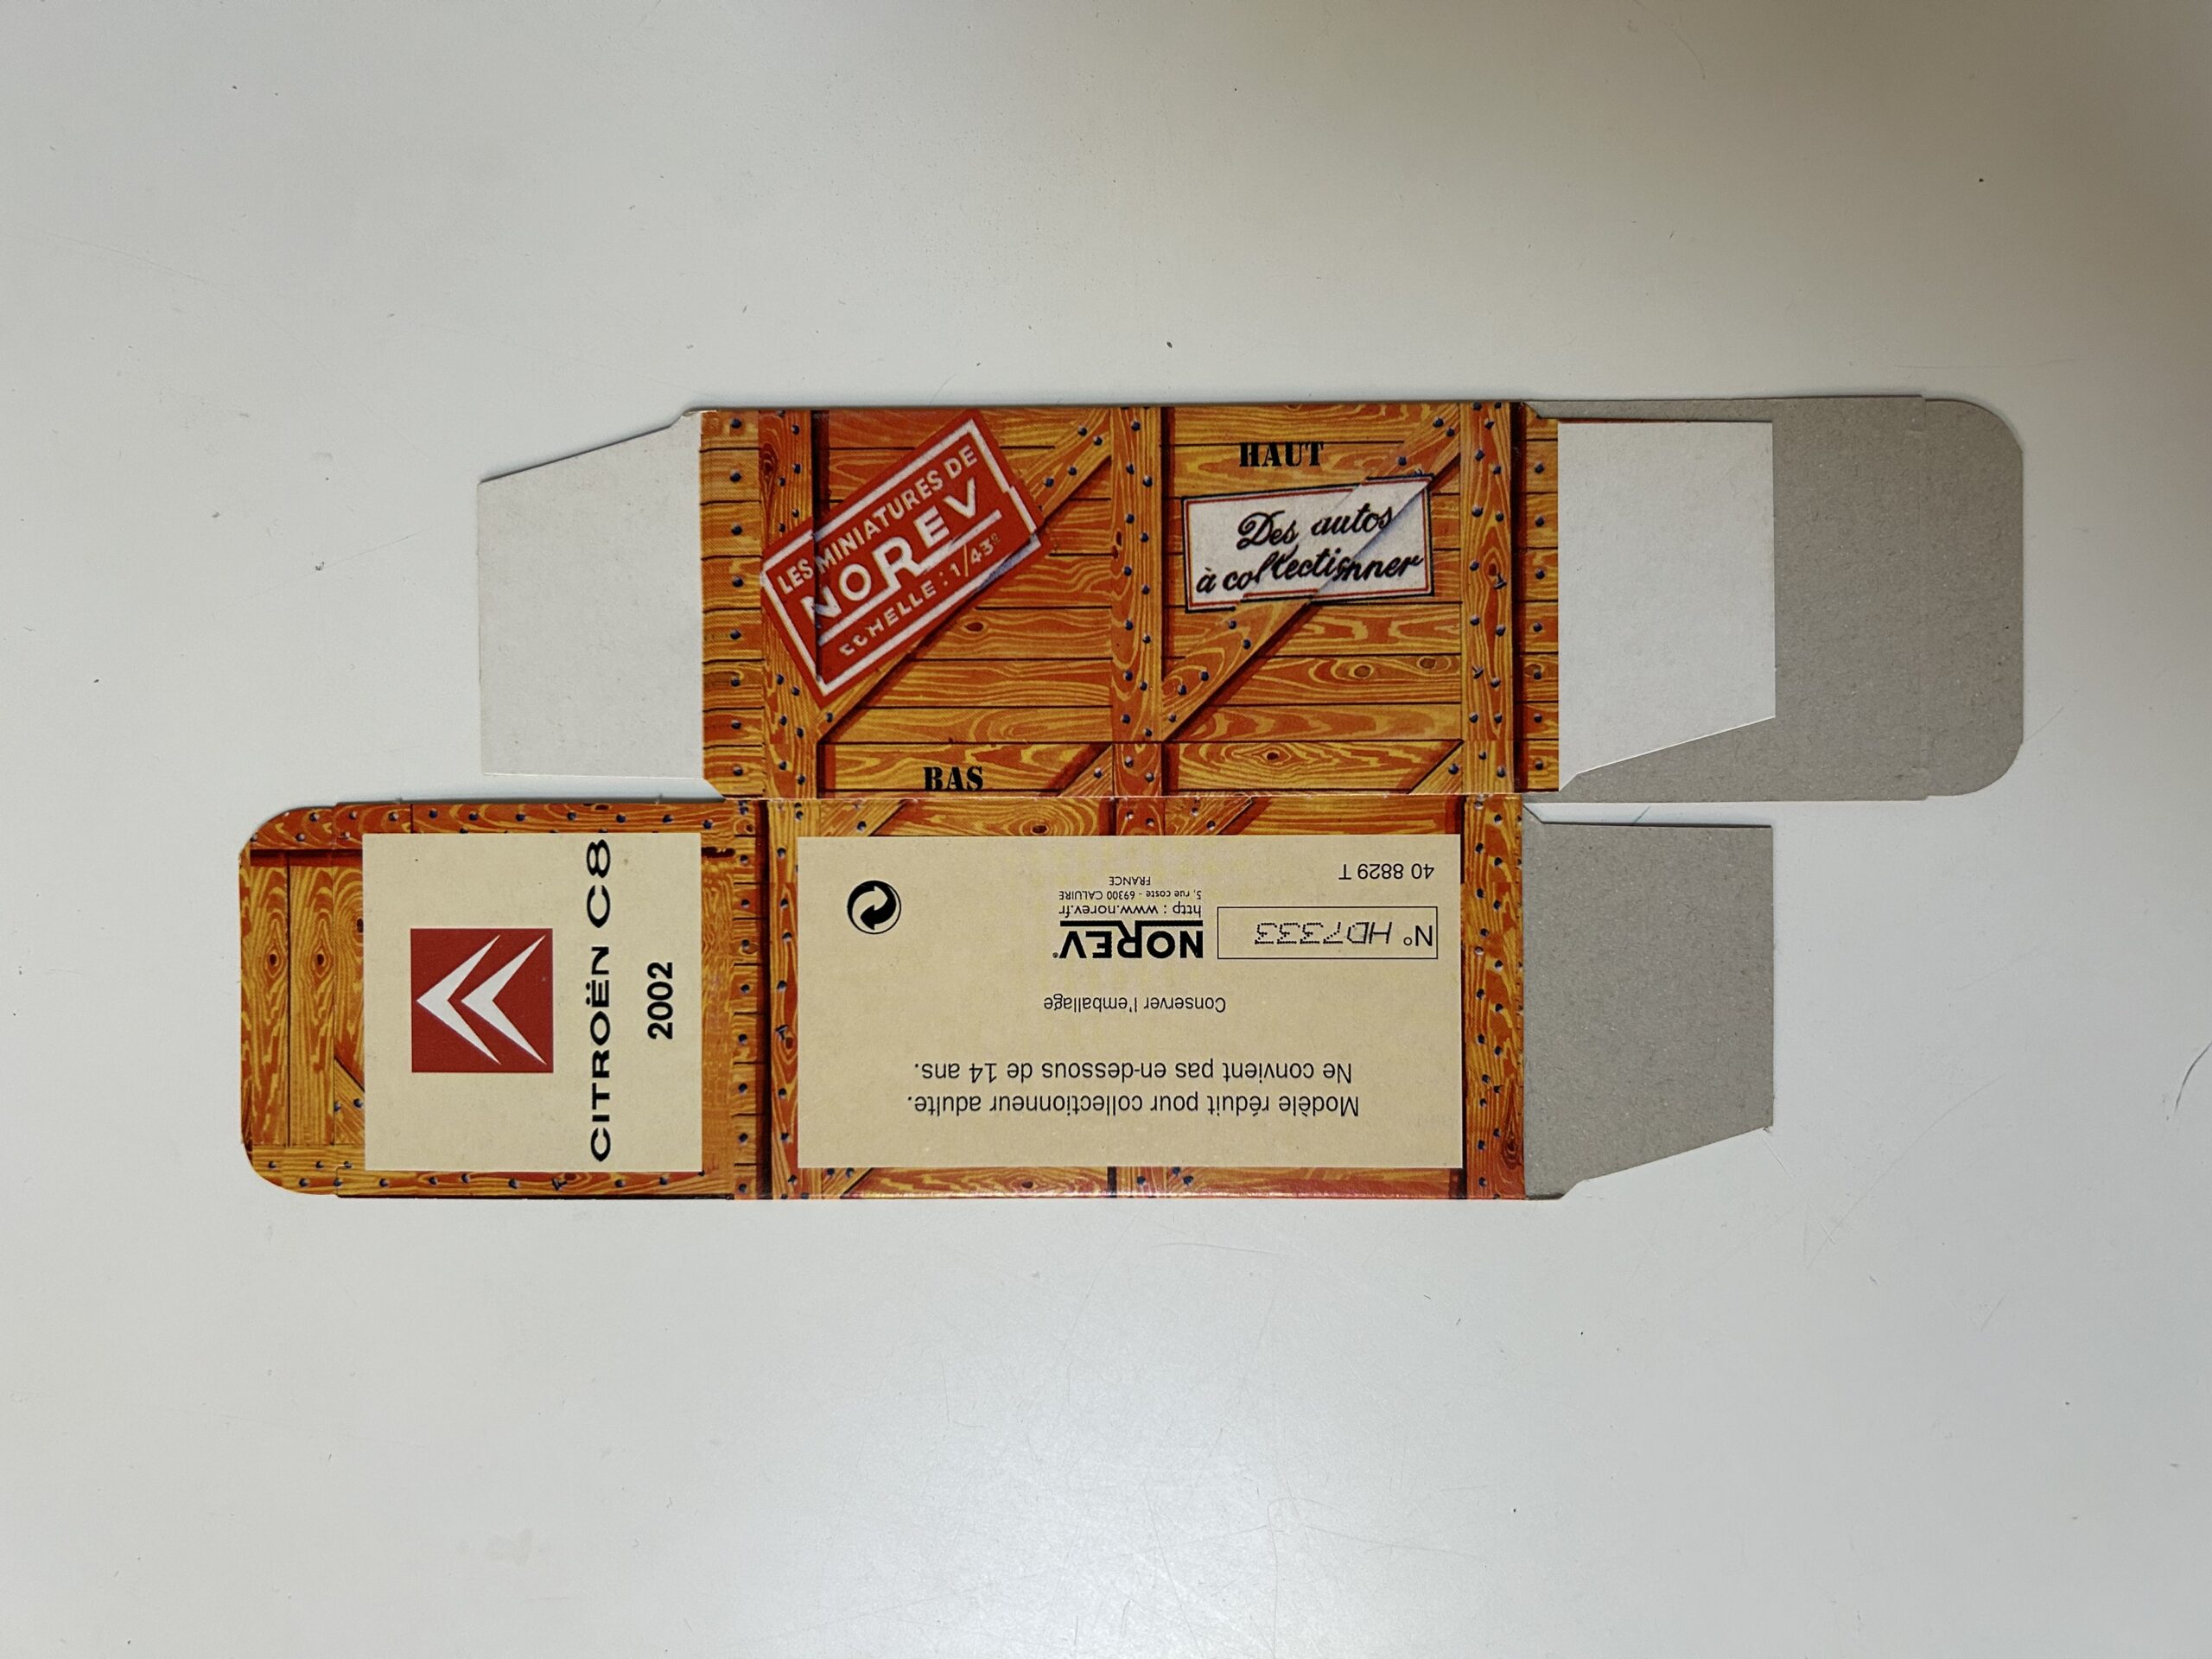 LES MINIATURES DE
NOREV
ECHELLE : 1/43e
HAUT
Des autos
à collectionner
BAS
CITROËN C8
2002
Modèle réduit pour collectionneur adulte.
Ne convient pas en-dessous de 14 ans.
Conserver l'emballage
N° HD7333
NOREV®
http : www.norev.fr
5, rue coste - 69300 CALUIRE
FRANCE
40 8829 T